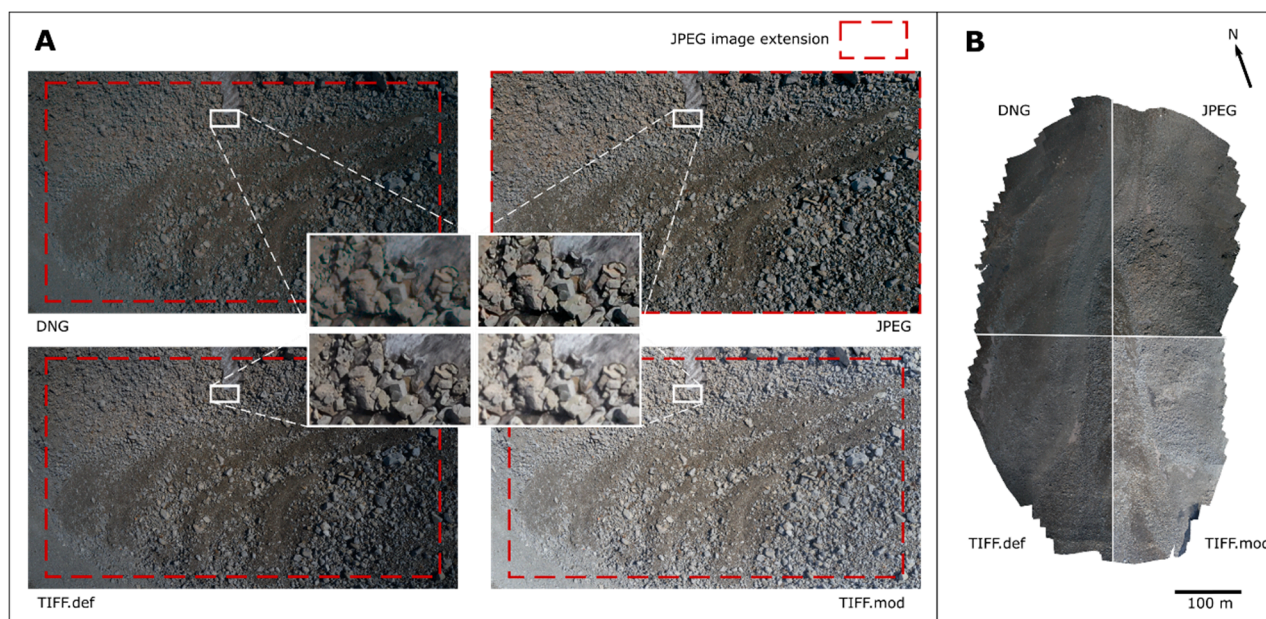 A
JPEG image extension
DNG
JPEG
TIFF.def
TIFF.mod
B
N
DNG
JPEG
TIFF.def
TIFF.mod
100 m